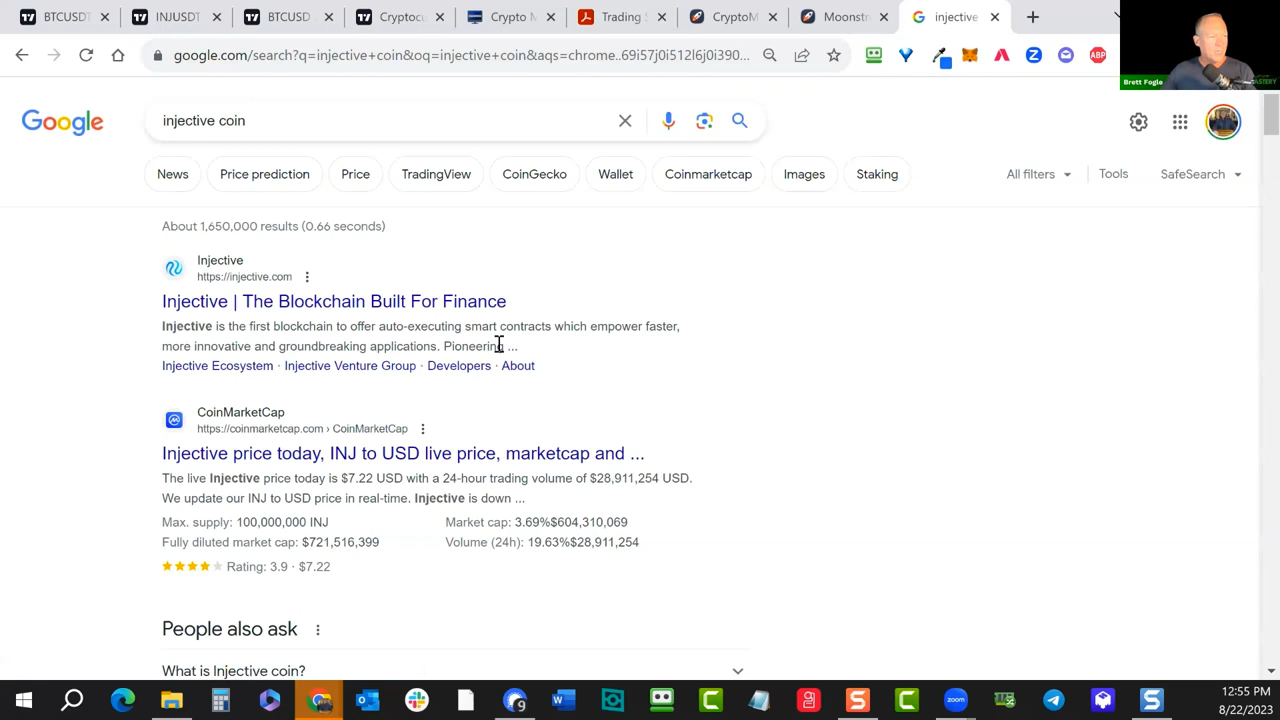 BTCUSDT
INJUSDT
BTCUSD
Cryptocu
Crypto M
Trading S
CryptoM
Moonstn
injective
google.com/search?q=injective+coin&oq=injective+coin&aqs=chrome..69i57j0i512l6j0i390...
ABP
Brett Fogle
Google
injective coin
News
Price prediction
Price
TradingView
CoinGecko
Wallet
Coinmarketcap
Images
Staking
All filters
Tools
SafeSearch
About 1,650,000 results (0.66 seconds)
Injective
https://injective.com
Injective | The Blockchain Built For Finance
Injective is the first blockchain to offer auto-executing smart contracts which empower faster,
more innovative and groundbreaking applications. Pioneering ...
Injective Ecosystem · Injective Venture Group · Developers · About
CoinMarketCap
https://coinmarketcap.com › CoinMarketCap
Injective price today, INJ to USD live price, marketcap and ...
The live Injective price today is $7.22 USD with a 24-hour trading volume of $28,911,254 USD.
We update our INJ to USD price in real-time. Injective is down ...
Max. supply: 100,000,000 INJ
Market cap: 3.69%$604,310,069
Fully diluted market cap: $721,516,399
Volume (24h): 19.63%$28,911,254
Rating: 3.9 · $7.22
People also ask
What is Injective coin?
12:55 PM
8/22/2023